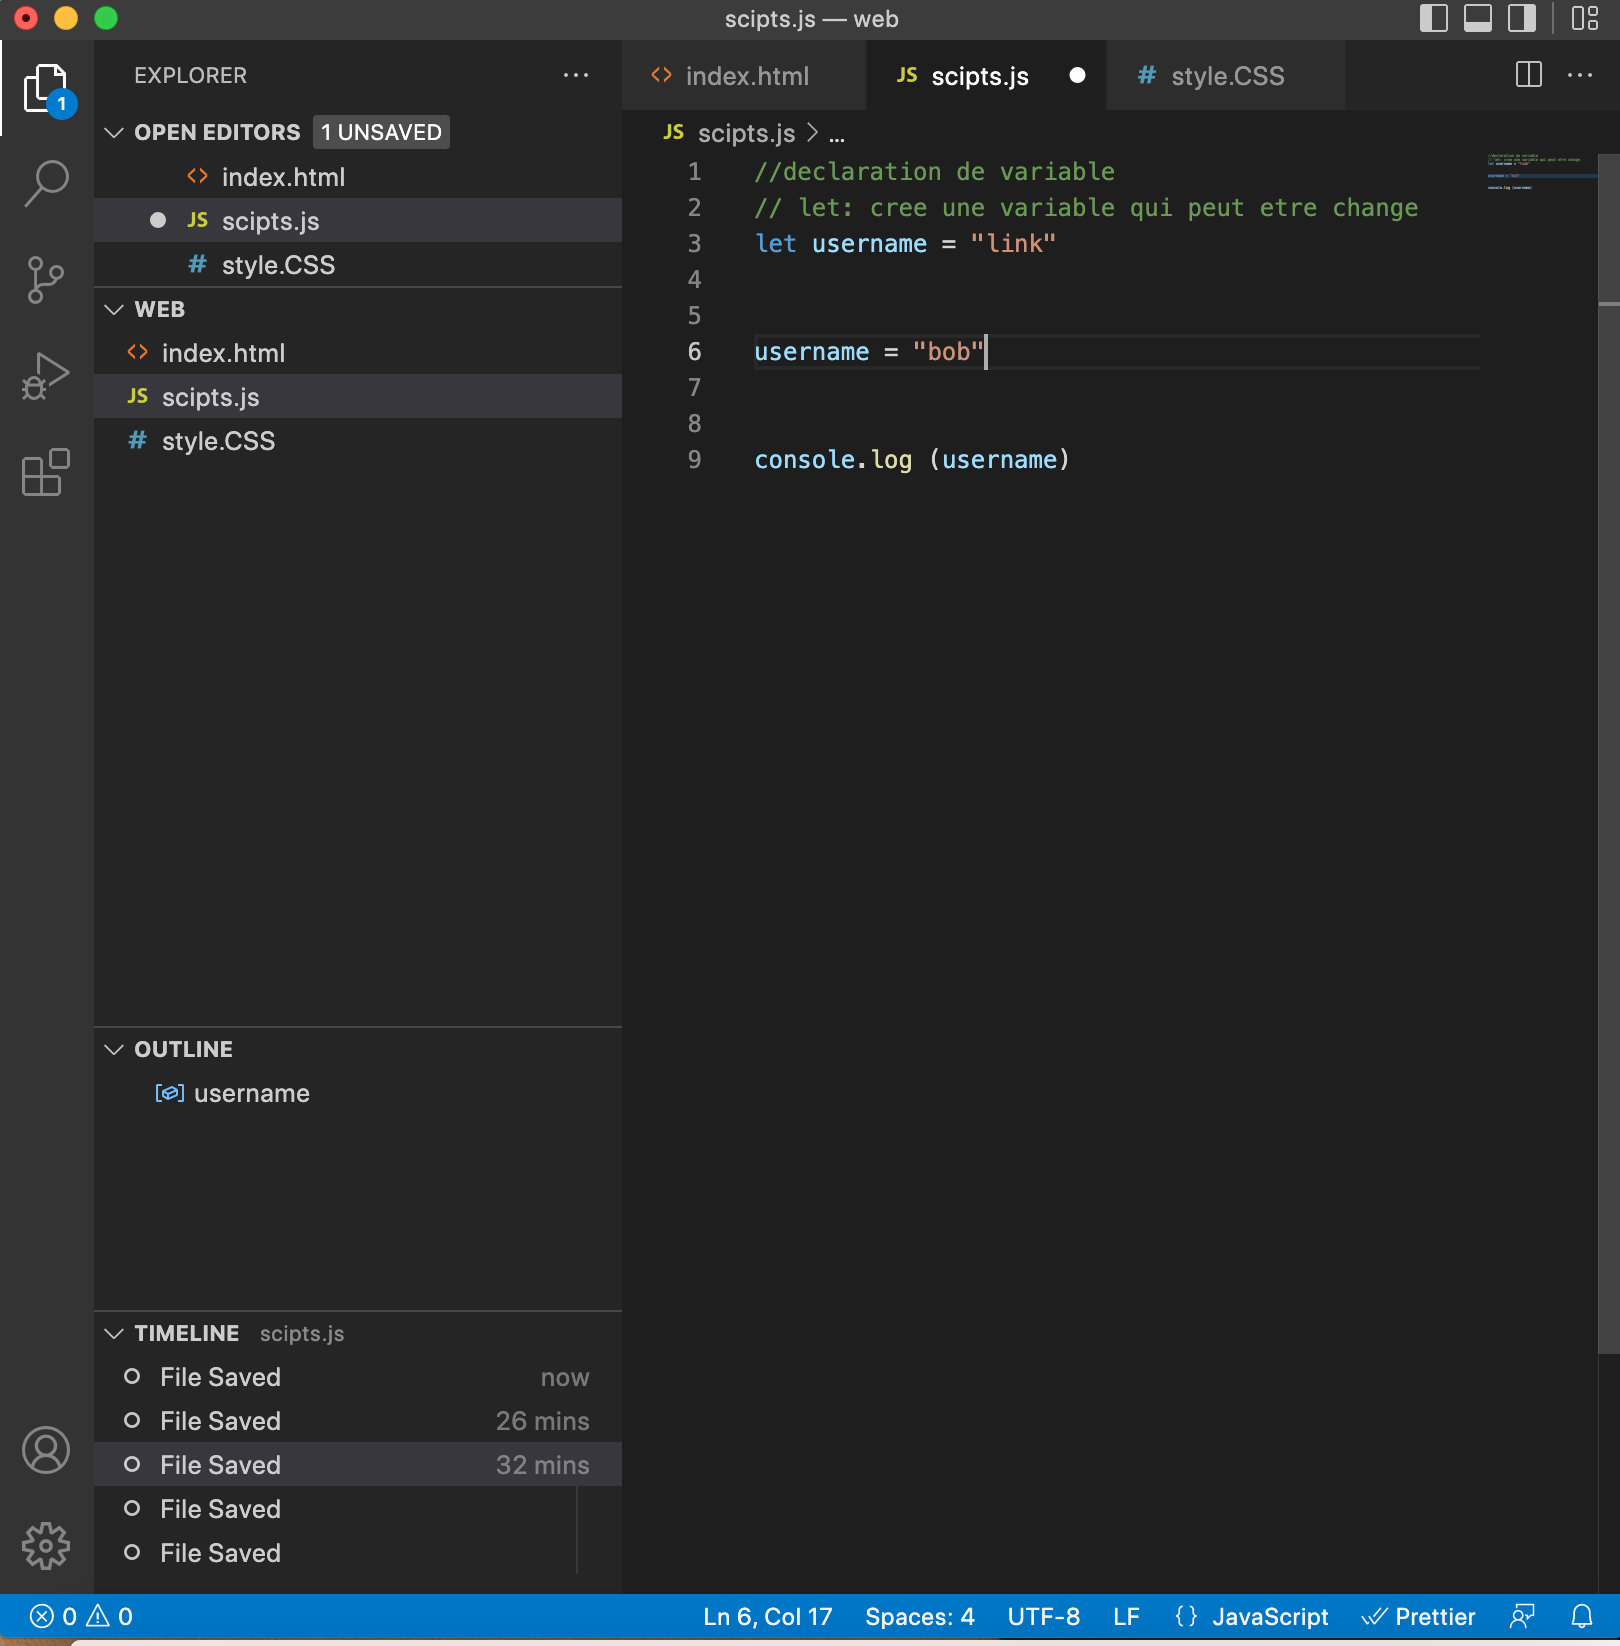 scipts.js — web
EXPLORER
OPEN EDITORS 1 UNSAVED
index.html
JS scipts.js
# style.CSS
WEB
index.html
JS scipts.js
# style.CSS
OUTLINE
username
TIMELINE scipts.js
File Saved now
File Saved 26 mins
File Saved 32 mins
File Saved
File Saved
1
index.html
JS scipts.js
# style.CSS
JS scipts.js > ...
1 //declaration de variable
2 // let: cree une variable qui peut etre change
3 let username = "link"
4
5
6 username = "bob"
7
8
9 console.log (username)
0 0
Ln 6, Col 17 Spaces: 4 UTF-8 LF {} JavaScript Prettier